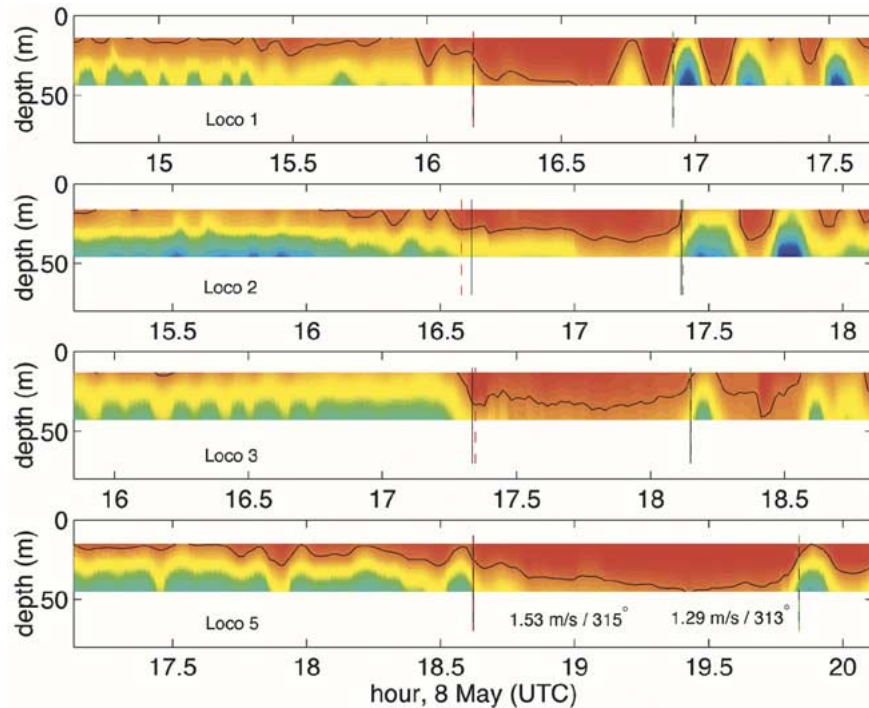 0
depth (m)
50
Loco 1
15 15.5 16 16.5 17 17.5
0
depth (m)
50
Loco 2
15.5 16 16.5 17 17.5 18
0
depth (m)
50
Loco 3
16 16.5 17 17.5 18 18.5
0
depth (m)
50
Loco 5 1.53 m/s / 315° 1.29 m/s / 313°
17.5 18 18.5 19 19.5 20
hour, 8 May (UTC)